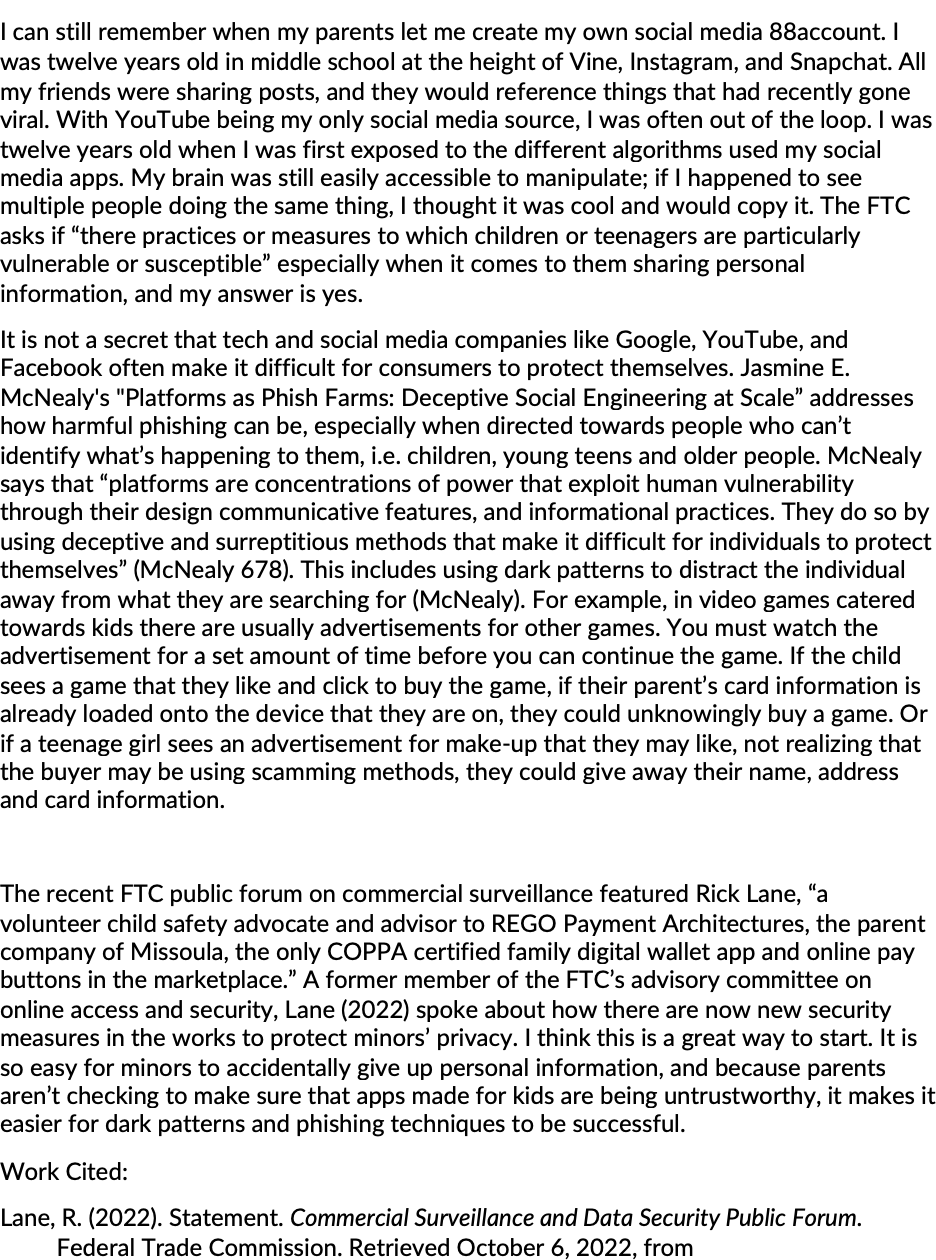 I can still remember when my parents let me create my own social media 88account. I
was twelve years old in middle school at the height of Vine, Instagram, and Snapchat. All
my friends were sharing posts, and they would reference things that had recently gone
viral. With YouTube being my only social media source, I was often out of the loop. I was
twelve years old when I was first exposed to the different algorithms used my social
media apps. My brain was still easily accessible to manipulate; if I happened to see
multiple people doing the same thing, I thought it was cool and would copy it. The FTC
asks if “there practices or measures to which children or teenagers are particularly
vulnerable or susceptible” especially when it comes to them sharing personal
information, and my answer is yes.
It is not a secret that tech and social media companies like Google, YouTube, and
Facebook often make it difficult for consumers to protect themselves. Jasmine E.
McNealy's "Platforms as Phish Farms: Deceptive Social Engineering at Scale” addresses
how harmful phishing can be, especially when directed towards people who can’t
identify what’s happening to them, i.e. children, young teens and older people. McNealy
says that “platforms are concentrations of power that exploit human vulnerability
through their design communicative features, and informational practices. They do so by
using deceptive and surreptitious methods that make it difficult for individuals to protect
themselves” (McNealy 678). This includes using dark patterns to distract the individual
away from what they are searching for (McNealy). For example, in video games catered
towards kids there are usually advertisements for other games. You must watch the
advertisement for a set amount of time before you can continue the game. If the child
sees a game that they like and click to buy the game, if their parent’s card information is
already loaded onto the device that they are on, they could unknowingly buy a game. Or
if a teenage girl sees an advertisement for make-up that they may like, not realizing that
the buyer may be using scamming methods, they could give away their name, address
and card information.
The recent FTC public forum on commercial surveillance featured Rick Lane, “a
volunteer child safety advocate and advisor to REGO Payment Architectures, the parent
company of Missoula, the only COPPA certified family digital wallet app and online pay
buttons in the marketplace.” A former member of the FTC’s advisory committee on
online access and security, Lane (2022) spoke about how there are now new security
measures in the works to protect minors’ privacy. I think this is a great way to start. It is
so easy for minors to accidentally give up personal information, and because parents
aren’t checking to make sure that apps made for kids are being untrustworthy, it makes it
easier for dark patterns and phishing techniques to be successful.
Work Cited:
Lane, R. (2022). Statement. Commercial Surveillance and Data Security Public Forum.
Federal Trade Commission. Retrieved October 6, 2022, from